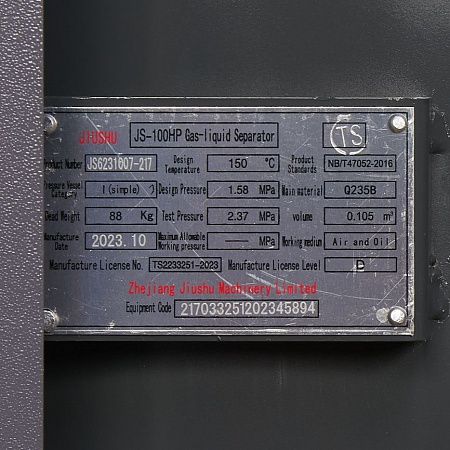 JIUSHU JS-100HP Gas-liquid Separator TS
Product Number JS6231007-217 Design Temperature 150 ℃ Product Standards NB/T47052-2016
Pressure Vessel Category I(simple) Design Pressure 1.58 MPa Main material Q235B
Dead Weight 88 Kg Test Pressure 2.37 MPa volume 0.105 m³
Manufacture Date 2023.10 Maximum Allowable Working pressure — MPa Working medium Air and Oil
Manufacture License No. TS2233251-2023 Manufacture License Level D
Zhejiang Jiushu Machinery Limited
Equipment Code 217033251202345894